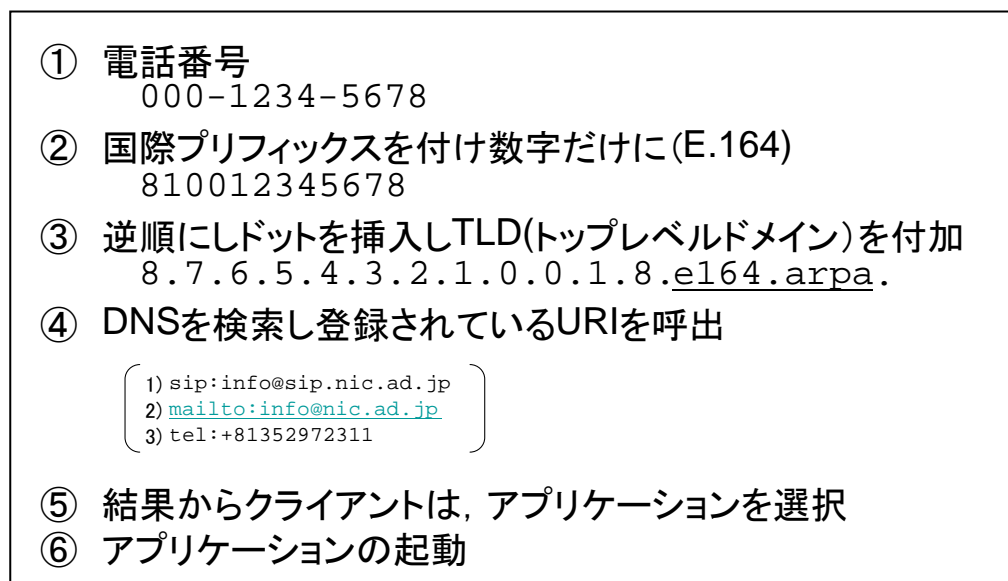 ① 電話番号
000-1234-5678
② 国際プリフィックスを付け数字だけに(E.164)
810012345678
③ 逆順にしドットを挿入しTLD(トップレベルドメイン)を付加
8.7.6.5.4.3.2.1.0.0.1.8.e164.arpa.
④ DNSを検索し登録されているURIを呼出
1) sip:info@sip.nic.ad.jp
2) mailto:info@nic.ad.jp
3) tel:+81352972311
⑤ 結果からクライアントは,アプリケーションを選択
⑥ アプリケーションの起動